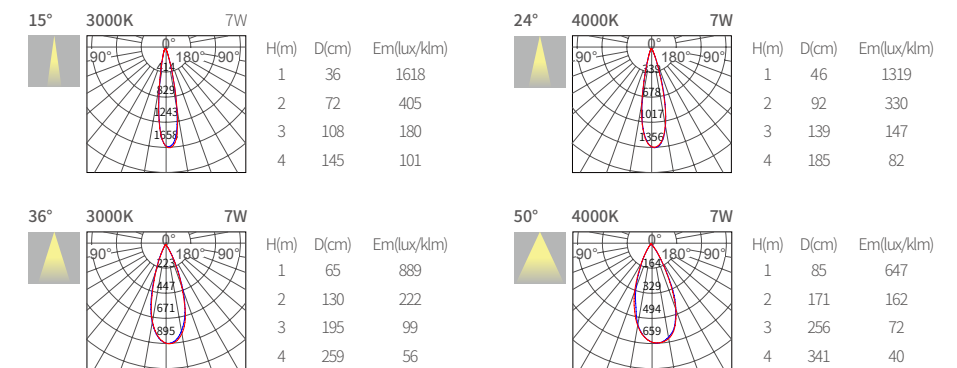 15° 3000K 7W
0°
90° 180° 90°
414
829
1243
1658
H(m) D(cm) Em(lux/klm)
1 36 1618
2 72 405
3 108 180
4 145 101
24° 4000K 7W
0°
90° 180° 90°
339
678
1017
1356
H(m) D(cm) Em(lux/klm)
1 46 1319
2 92 330
3 139 147
4 185 82
36° 3000K 7W
0°
90° 180° 90°
223
447
671
895
H(m) D(cm) Em(lux/klm)
1 65 889
2 130 222
3 195 99
4 259 56
50° 4000K 7W
0°
90° 180° 90°
164
329
494
659
H(m) D(cm) Em(lux/klm)
1 85 647
2 171 162
3 256 72
4 341 40